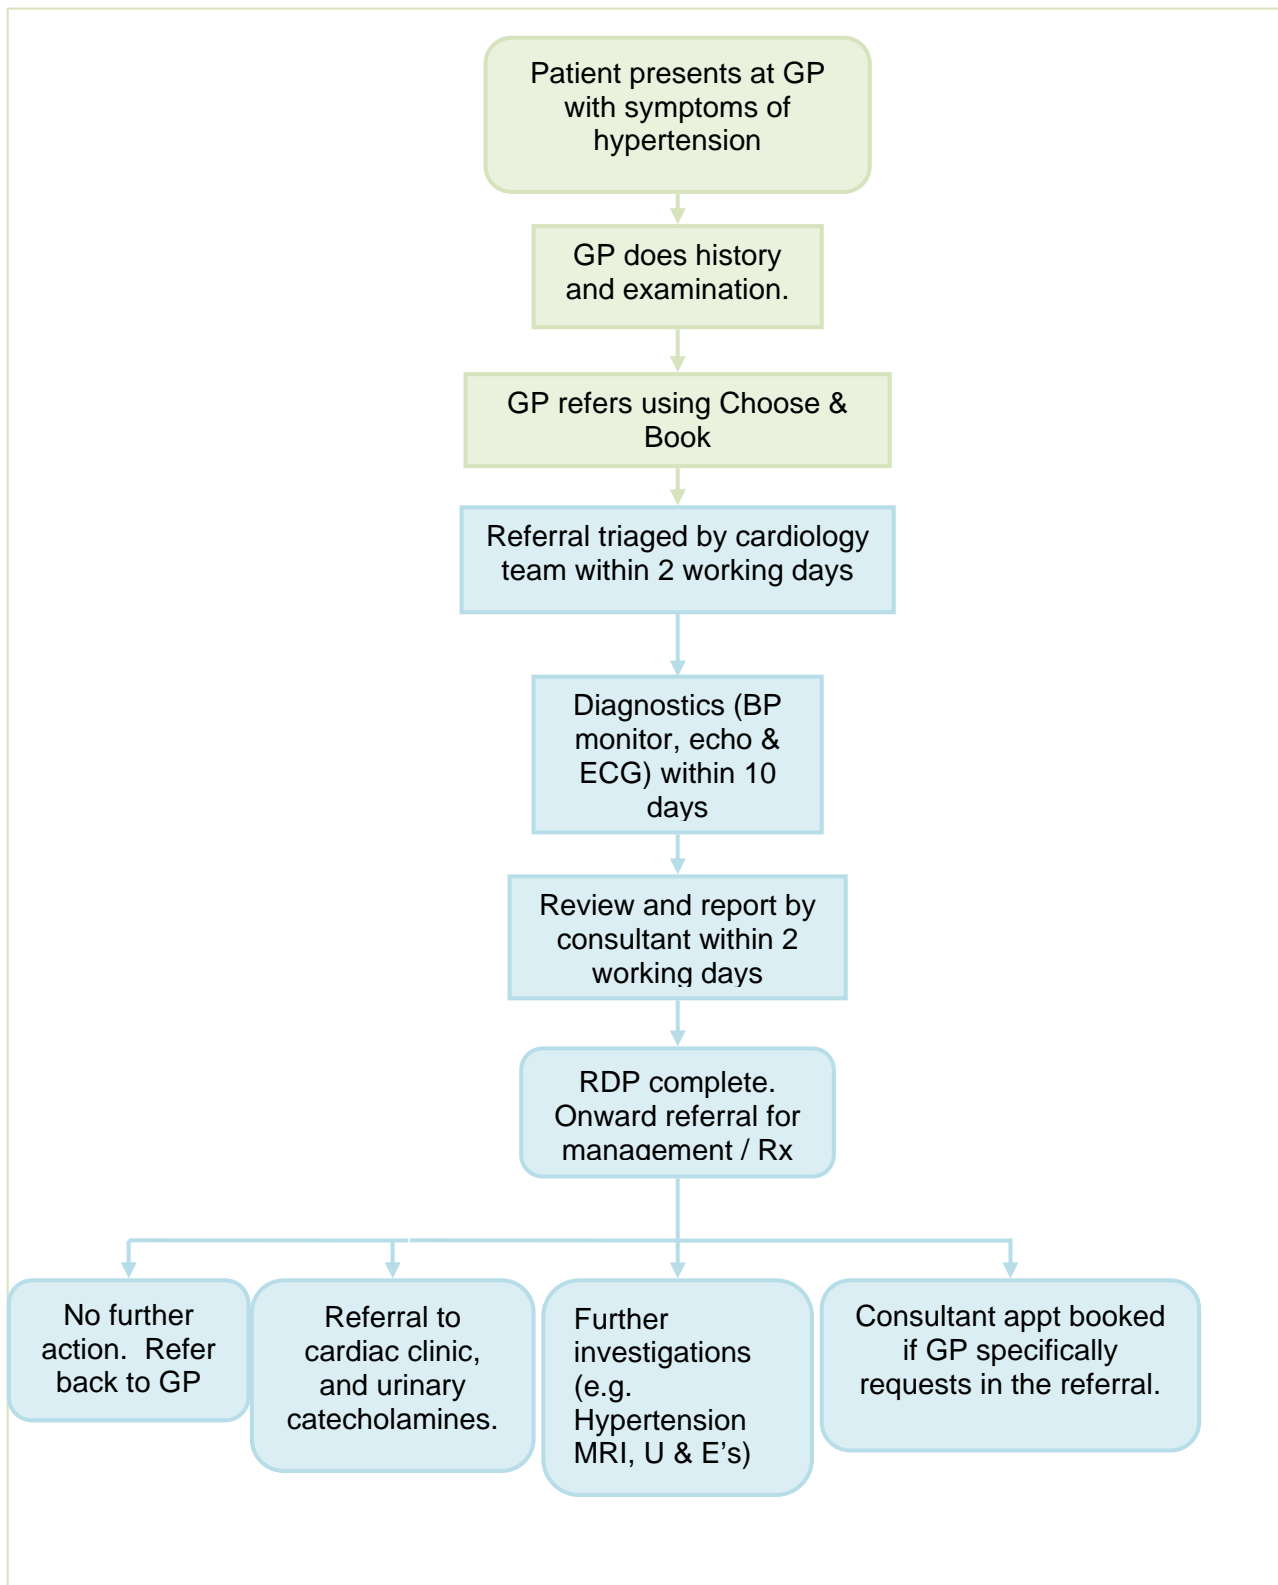 Patient presents at GP
with symptoms of
hypertension
GP does history
and examination.
GP refers using Choose &
Book
Referral triaged by cardiology
team within 2 working days
Diagnostics (BP
monitor, echo &
ECG) within 10
days
Review and report by
consultant within 2
working days
RDP complete.
Onward referral for
management / Rx
No further
action.  Refer
back to GP
Referral to
cardiac clinic,
and urinary
catecholamines.
Further
investigations
(e.g.
Hypertension
MRI, U & E’s)
Consultant appt booked
if GP specifically
requests in the referral.